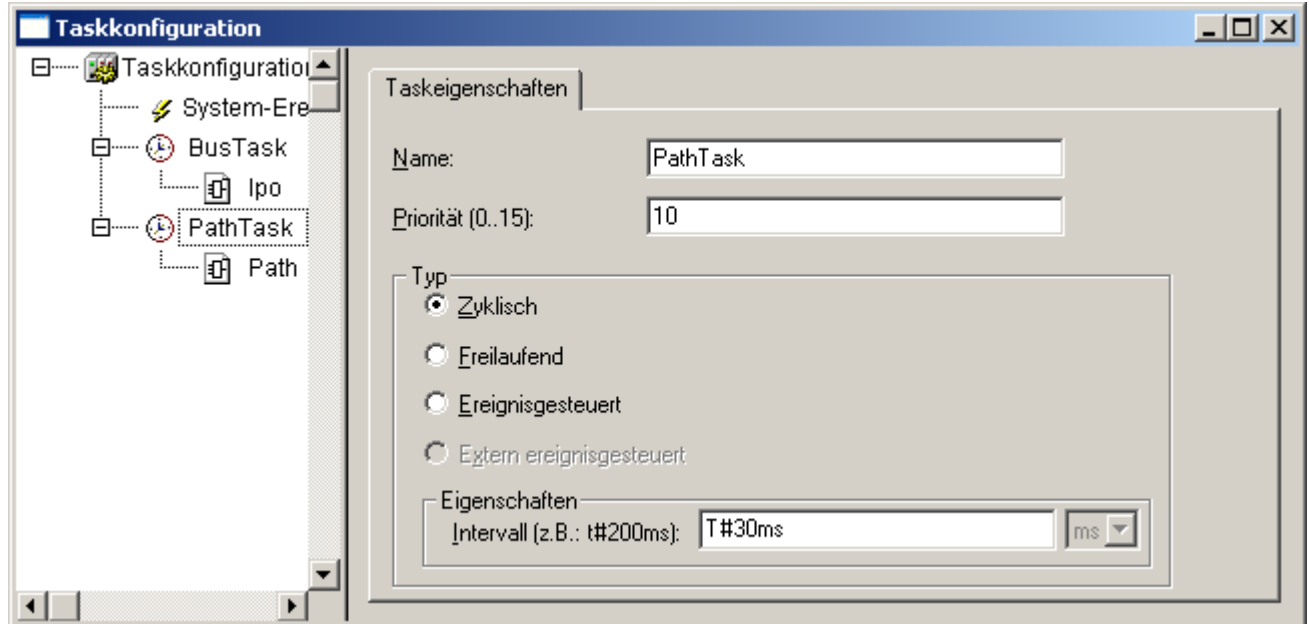 Taskkonfiguration
Taskkonfiguration
System-Ere
BusTask
Ipo
PathTask
Path
Taskeigenschaften
Name: PathTask
Priorität (0..15): 10
Typ
Zyklisch
Freilaufend
Ereignisgesteuert
Extern ereignisgesteuert
Eigenschaften
Intervall (z.B.: t#200ms): T#30ms ms